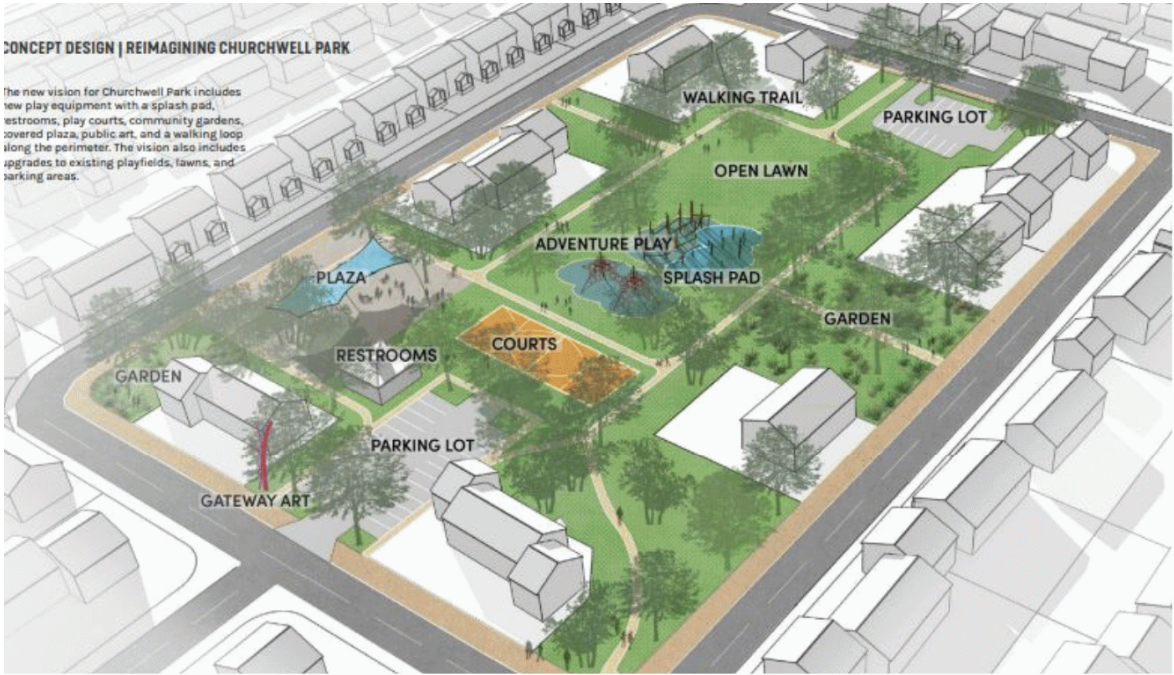 CONCEPT DESIGN | REIMAGINING CHURCHWELL PARK
The new vision for Churchwell Park includes
new play equipment with a splash pad,
restrooms, play courts, community gardens,
covered plaza, public art, and a walking loop
along the perimeter. The vision also includes
upgrades to existing playfields, lawns, and
parking areas.
WALKING TRAIL
PARKING LOT
OPEN LAWN
ADVENTURE PLAY
PLAZA
SPLASH PAD
GARDEN
COURTS
RESTROOMS
GARDEN
PARKING LOT
GATEWAY ART